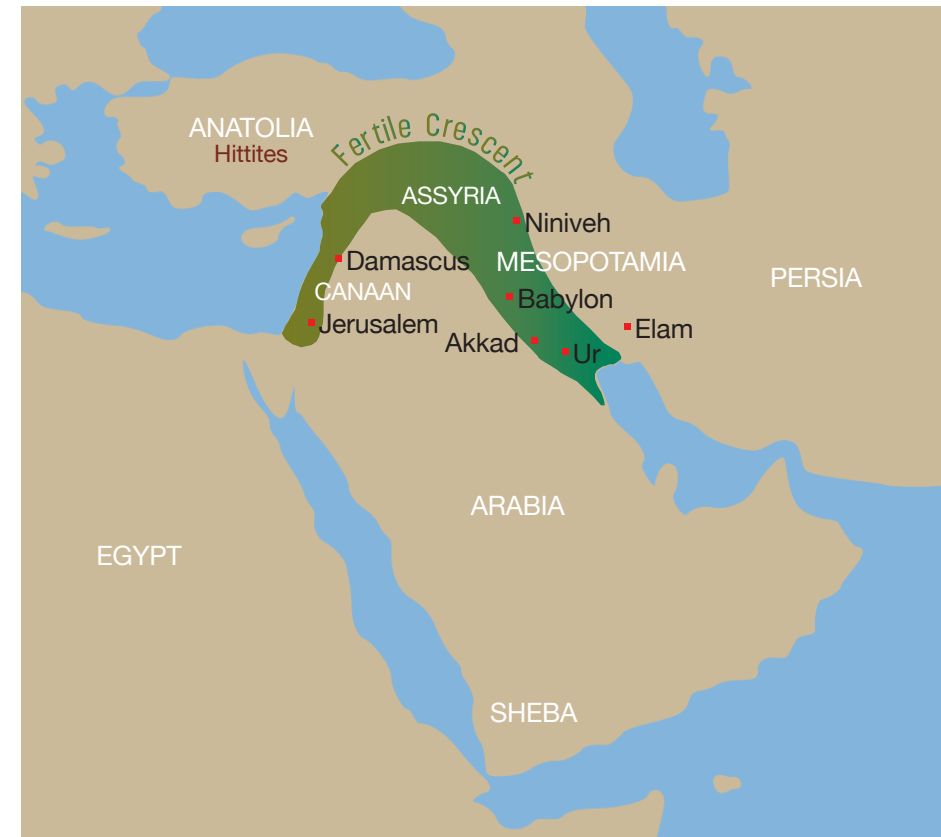 ANATOLIA
Hittites
Fertile Crescent
ASSYRIA
Niniveh
Damascus
MESOPOTAMIA
PERSIA
CANAAN
Babylon
Jerusalem
Elam
Akkad
Ur
ARABIA
EGYPT
SHEBA